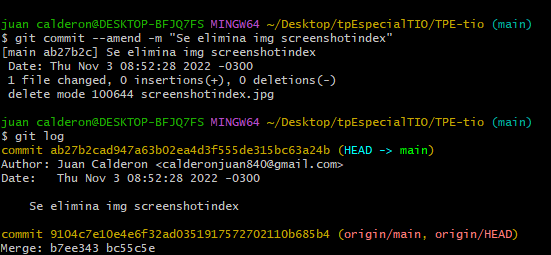 juan calderon@DESKTOP-BFJQ7FS MINGW64 ~/Desktop/tpEspecialTIO/TPE-tio (main)
$ git commit --amend -m "Se elimina img screenshotindex"
[main ab27b2c] Se elimina img screenshotindex
 Date: Thu Nov 3 08:52:28 2022 -0300
 1 file changed, 0 insertions(+), 0 deletions(-)
 delete mode 100644 screenshotindex.jpg
juan calderon@DESKTOP-BFJQ7FS MINGW64 ~/Desktop/tpEspecialTIO/TPE-tio (main)
$ git log
commit ab27b2cad947a63b02ea4d3f555de315bc63a24b (HEAD -> main)
Author: Juan Calderon <calderonjuan840@gmail.com>
Date:   Thu Nov 3 08:52:28 2022 -0300
    Se elimina img screenshotindex
commit 9104c7e10e4e6f32ad0351917572702110b685b4 (origin/main, origin/HEAD)
Merge: b7ee343 bc55c5e